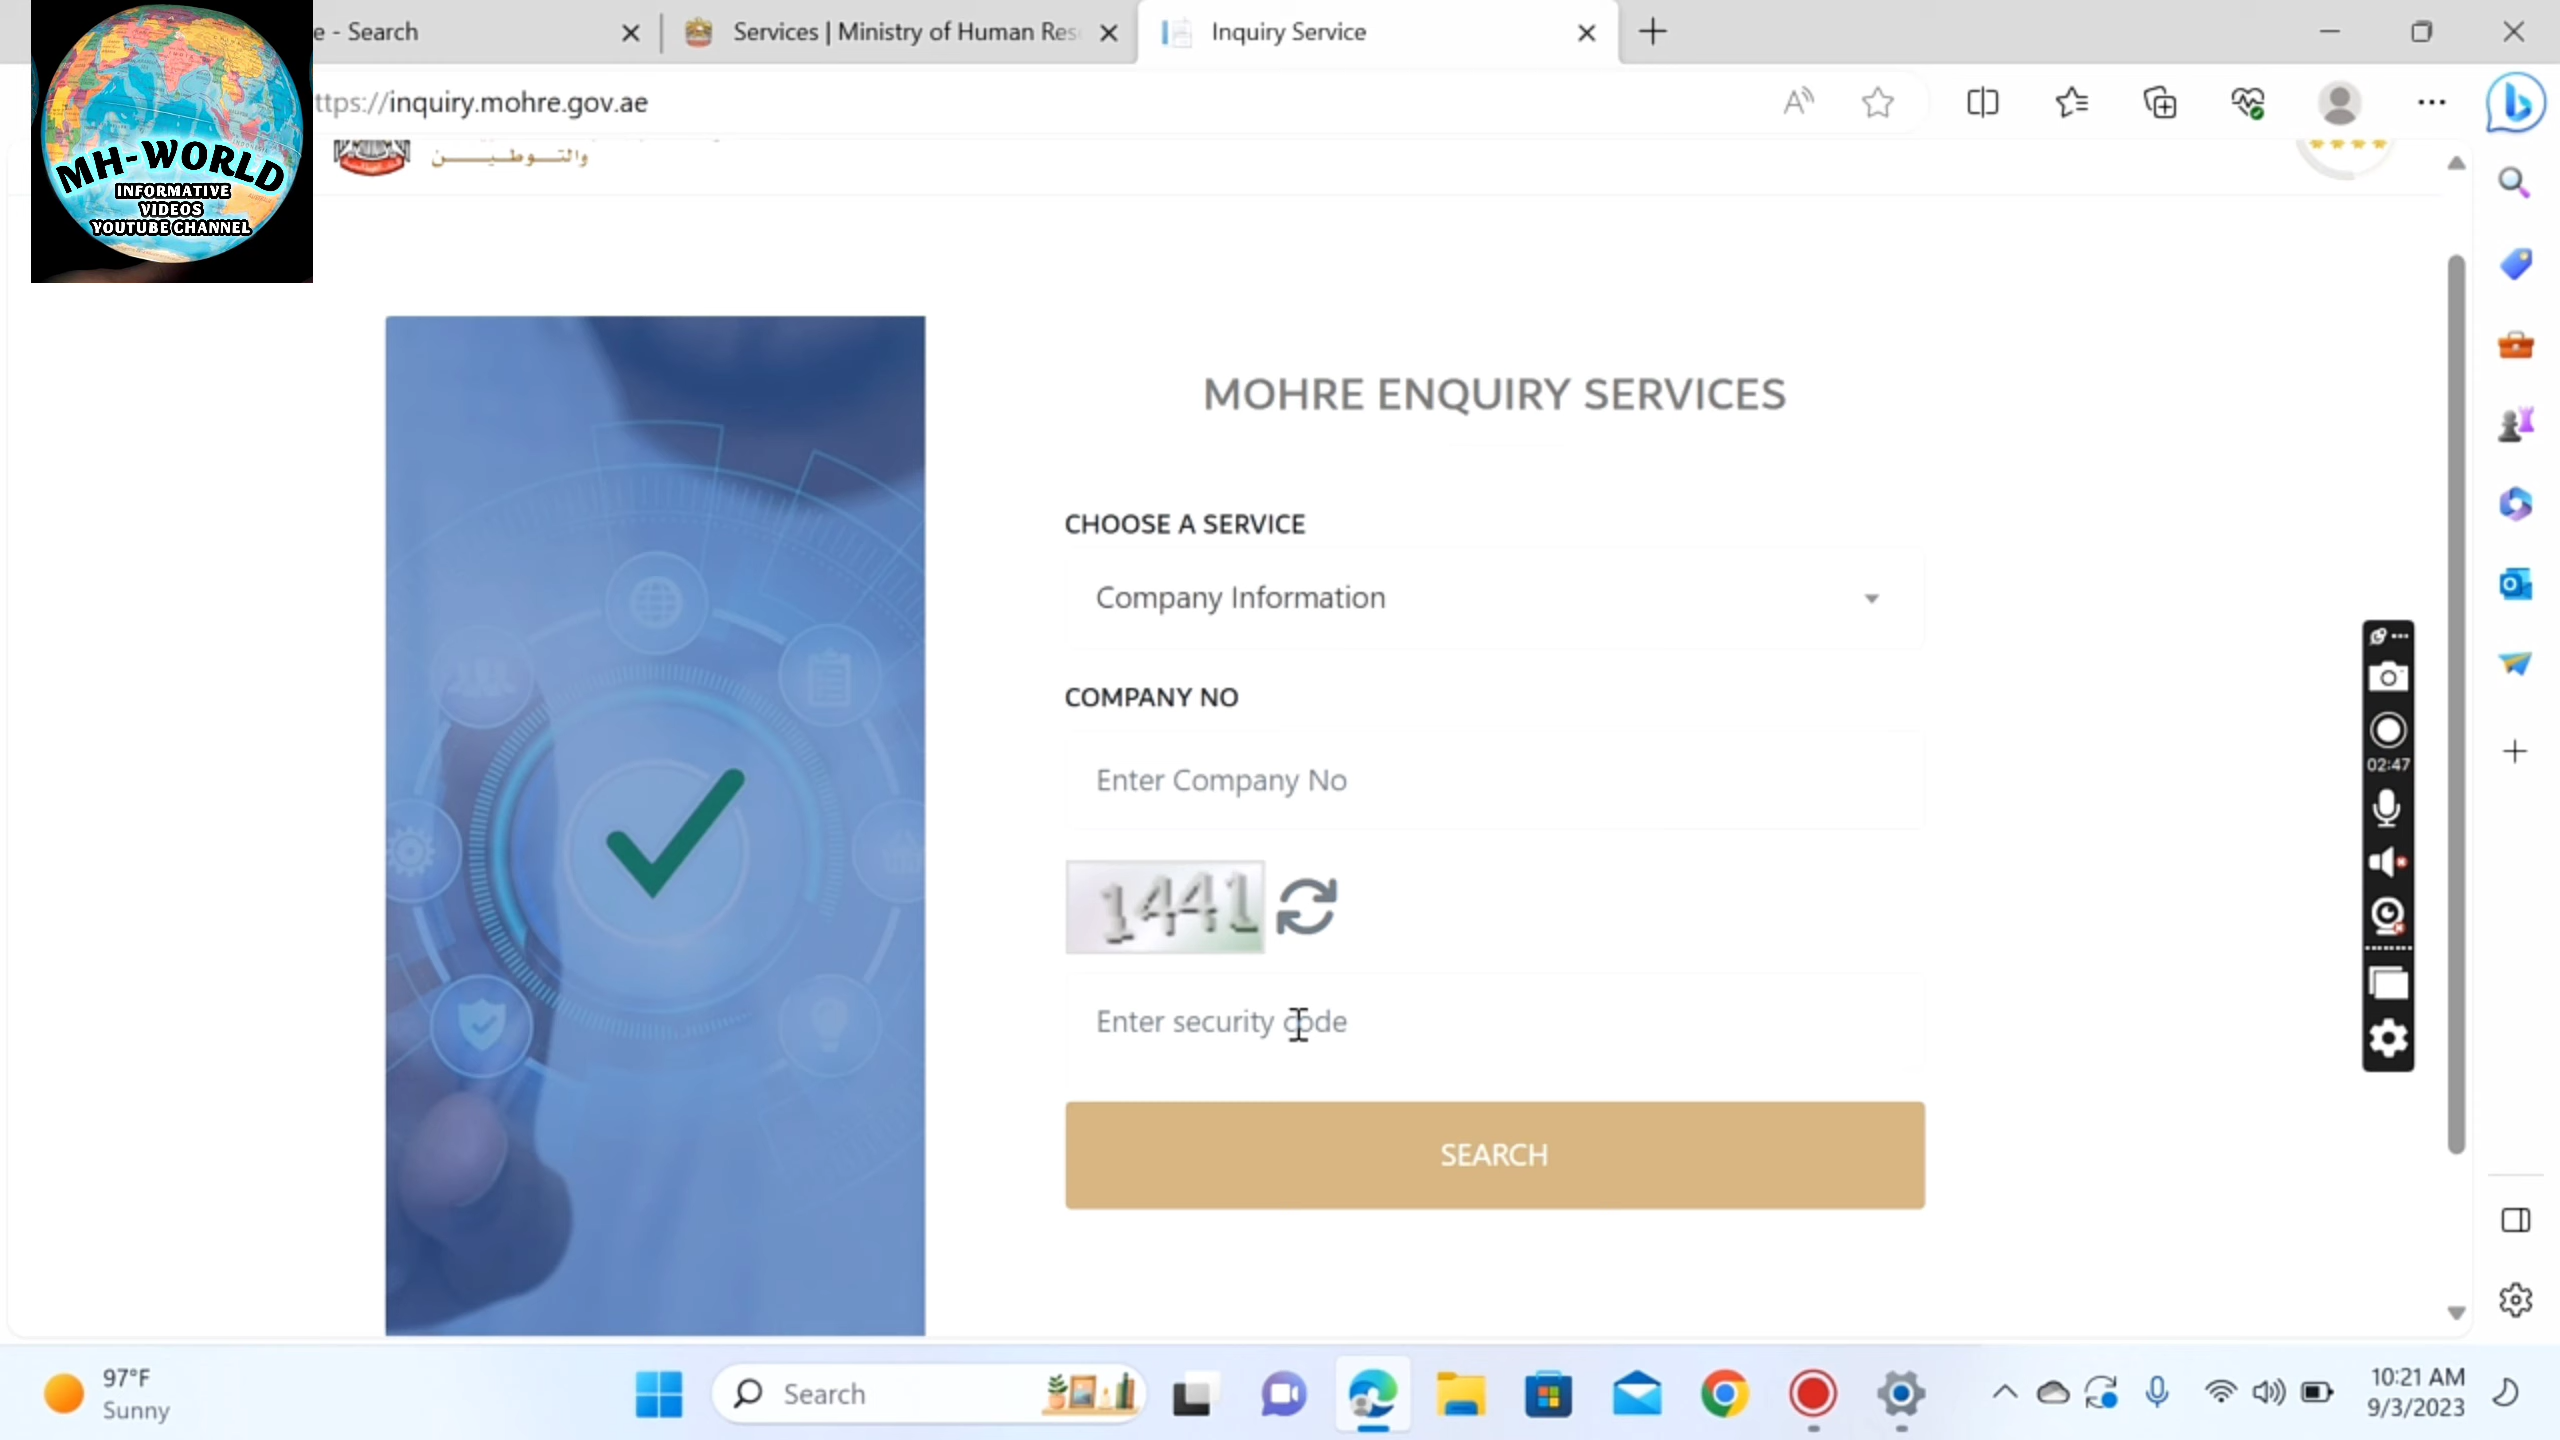 e - Search
Services | Ministry of Human Res
Inquiry Service
ttps://inquiry.mohre.gov.ae
والتـــوطـيـــــن
MH-WORLD
INFORMATIVE
VIDEOS
YOUTUBE CHANNEL
MOHRE ENQUIRY SERVICES
CHOOSE A SERVICE
Company Information
COMPANY NO
Enter Company No
1441
Enter security code
SEARCH
02:47
97°F
Sunny
Search
10:21 AM
9/3/2023